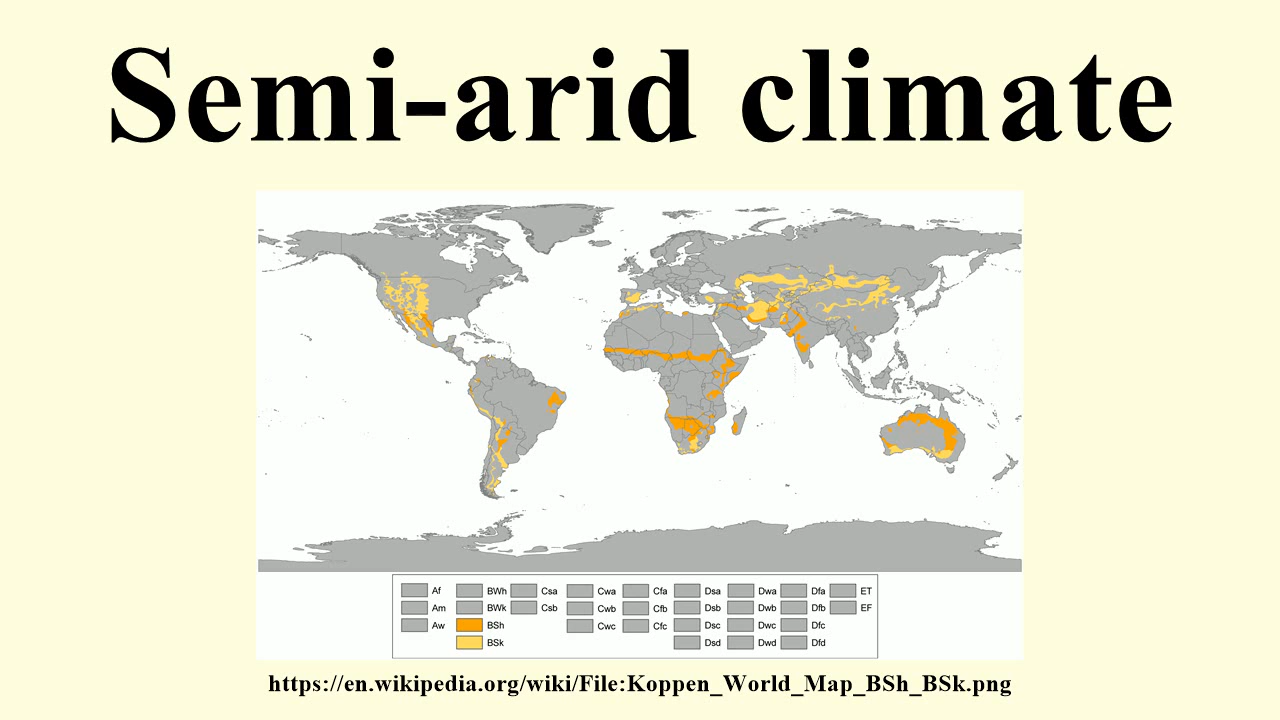 Semi-arid climate
Af BWh Csa Cwa Cfa Dsa Dwa Dfa ET
Am BWk Csb Cwb Cfb Dsb Dwb Dfb EF
Aw BSh Cwc Cfc Dsc Dwc Dfc
BSk Dsd Dwd Dfd
https://en.wikipedia.org/wiki/File:Koppen_World_Map_BSh_BSk.png